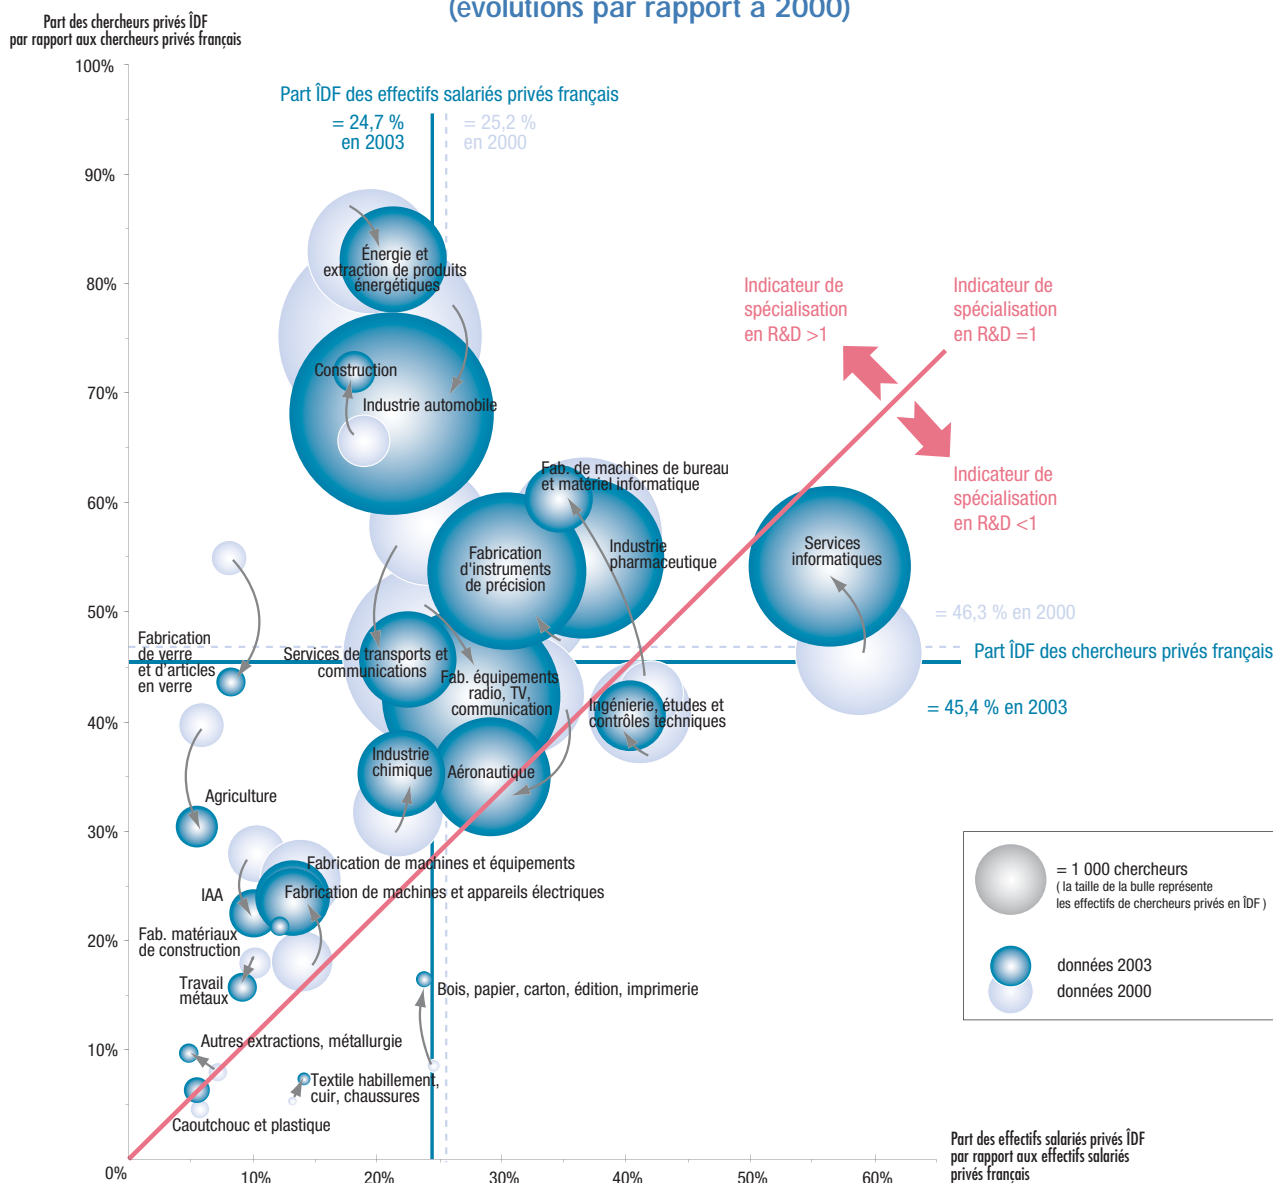 (évolutions par rapport à 2000)
Part des chercheurs privés ÎDF
par rapport aux chercheurs privés français
100%
90%
80%
70%
60%
50%
40%
30%
20%
10%
0%
Part ÎDF des effectifs salariés privés français
= 24,7 %
en 2003
= 25,2 %
en 2000
Énergie et
extraction de produits
énergétiques
Construction
Industrie automobile
Indicateur de
spécialisation
en R&D >1
Indicateur de
spécialisation
en R&D =1
Indicateur de
spécialisation
en R&D <1
Fab. de machines de bureau
et matériel informatique
Fabrication
d'instruments
de précision
Industrie
pharmaceutique
Services
informatiques
= 46,3 % en 2000
Part ÎDF des chercheurs privés français
= 45,4 % en 2003
Fabrication
de verre
et d'articles
en verre
Services de transports et
communications
Fab. équipements
radio, TV,
communication
Ingénierie, études et
contrôles techniques
Industrie
chimique
Aéronautique
Agriculture
Fabrication de machines et équipements
Fabrication de machines et appareils électriques
IAA
Fab. matériaux
de construction
Travail
métaux
Bois, papier, carton, édition, imprimerie
Autres extractions, métallurgie
Textile habillement,
cuir, chaussures
Caoutchouc et plastique
= 1 000 chercheurs
( la taille de la bulle représente
les effectifs de chercheurs privés en ÎDF )
données 2003
données 2000
10%
20%
30%
40%
50%
60%
Part des effectifs salariés privés ÎDF
par rapport aux effectifs salariés
privés français